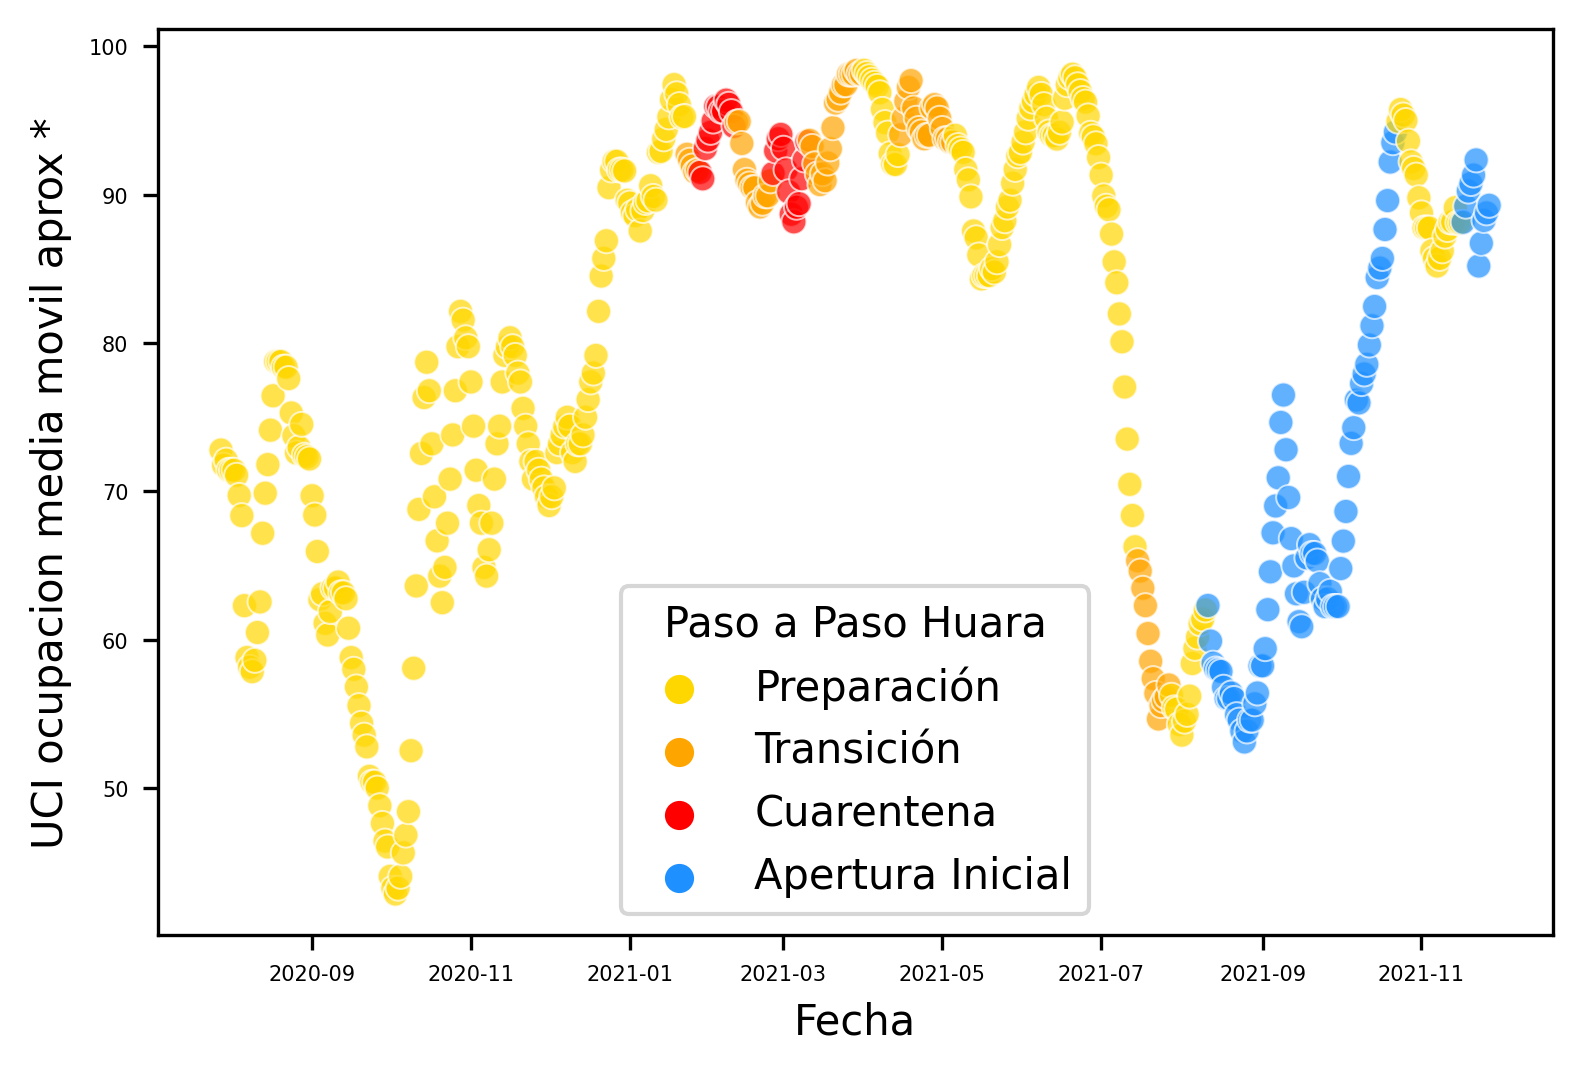 100
90
80
70
60
50
UCI ocupacion media movil aprox *
Paso a Paso Huara
Preparación
Transición
Cuarentena
Apertura Inicial
2020-09 2020-11 2021-01 2021-03 2021-05 2021-07 2021-09 2021-11
Fecha